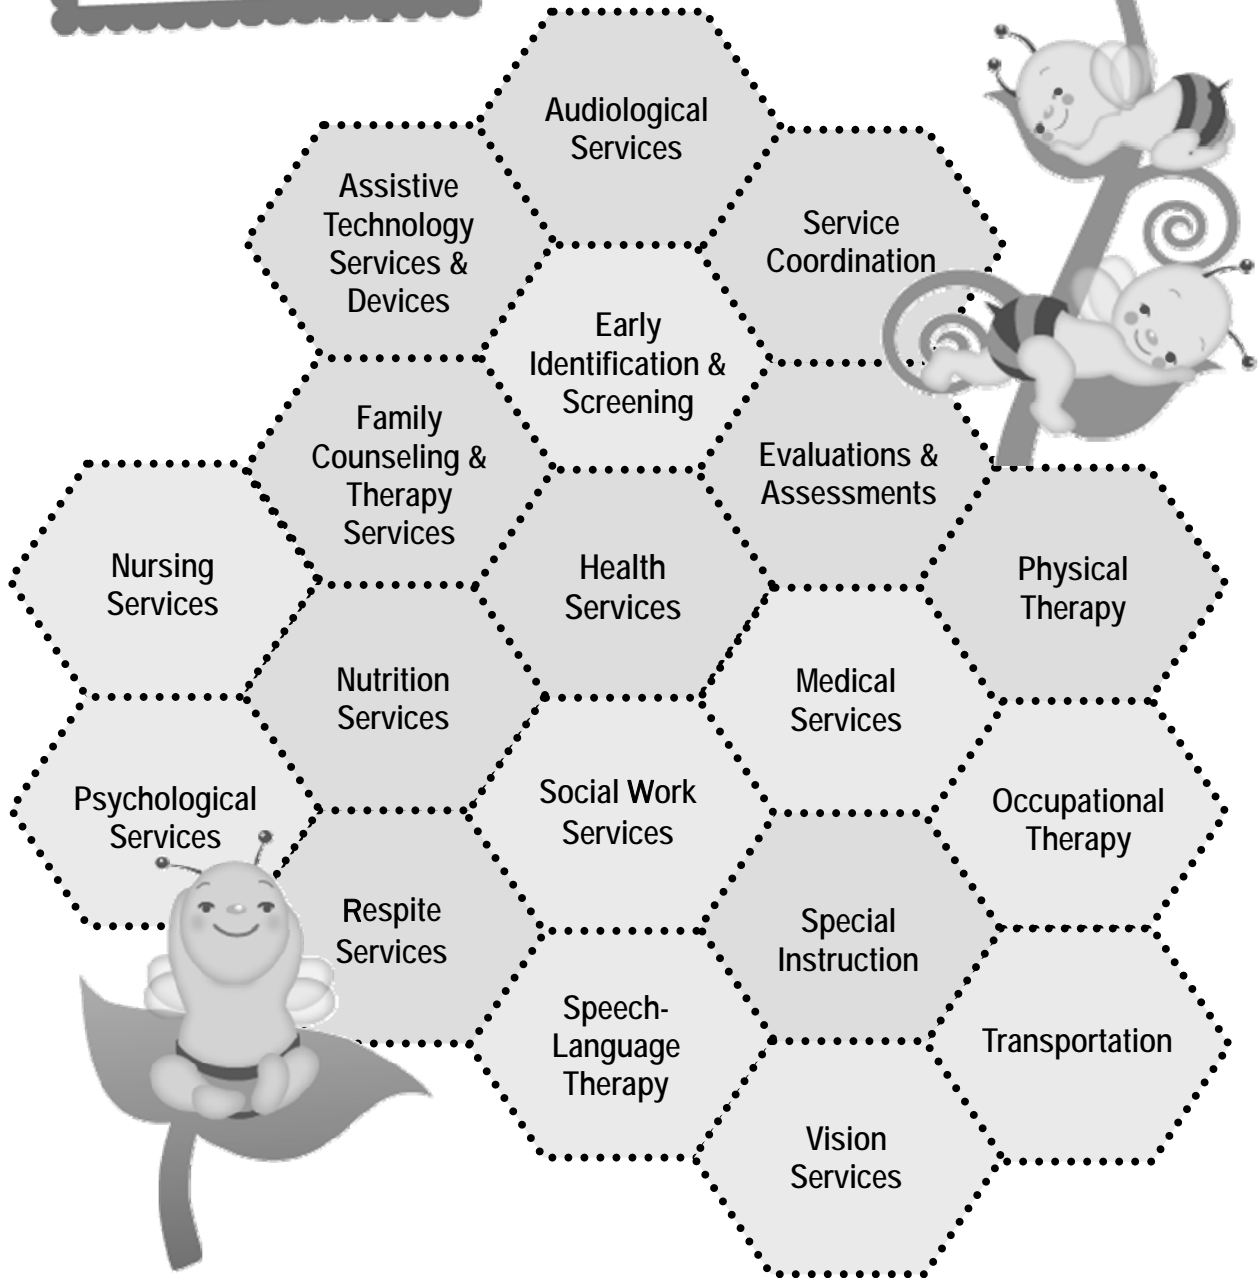 Audiological
Services
Assistive
Technology
Services &
Devices
Service
Coordination
Early
Identification &
Screening
Family
Counseling &
Therapy
Services
Evaluations &
Assessments
Nursing
Services
Health
Services
Physical
Therapy
Nutrition
Services
Medical
Services
Psychological
Services
Social Work
Services
Occupational
Therapy
Respite
Services
Special
Instruction
Speech-
Language
Therapy
Transportation
Vision
Services